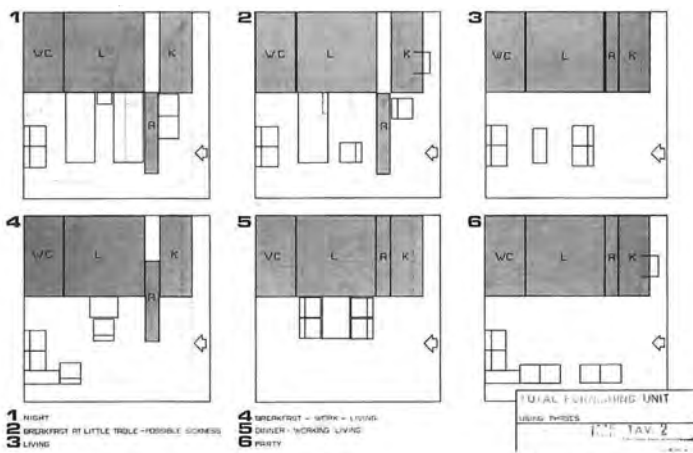 1
WC L K
R
2
WC L K
R
3
WC L R K
4
WC L K
R
5
WC L R K
6
WC L R K
1 NIGHT
2 BREAKFAST AT LITTLE TABLE - POSSIBLE SICKNESS
3 LIVING
4 BREAKFAST - WORK - LIVING
5 DINNER - WORKING LIVING
6 PARTY
TOTAL FURNISHING UNIT
USING PHASES
TAV. 2